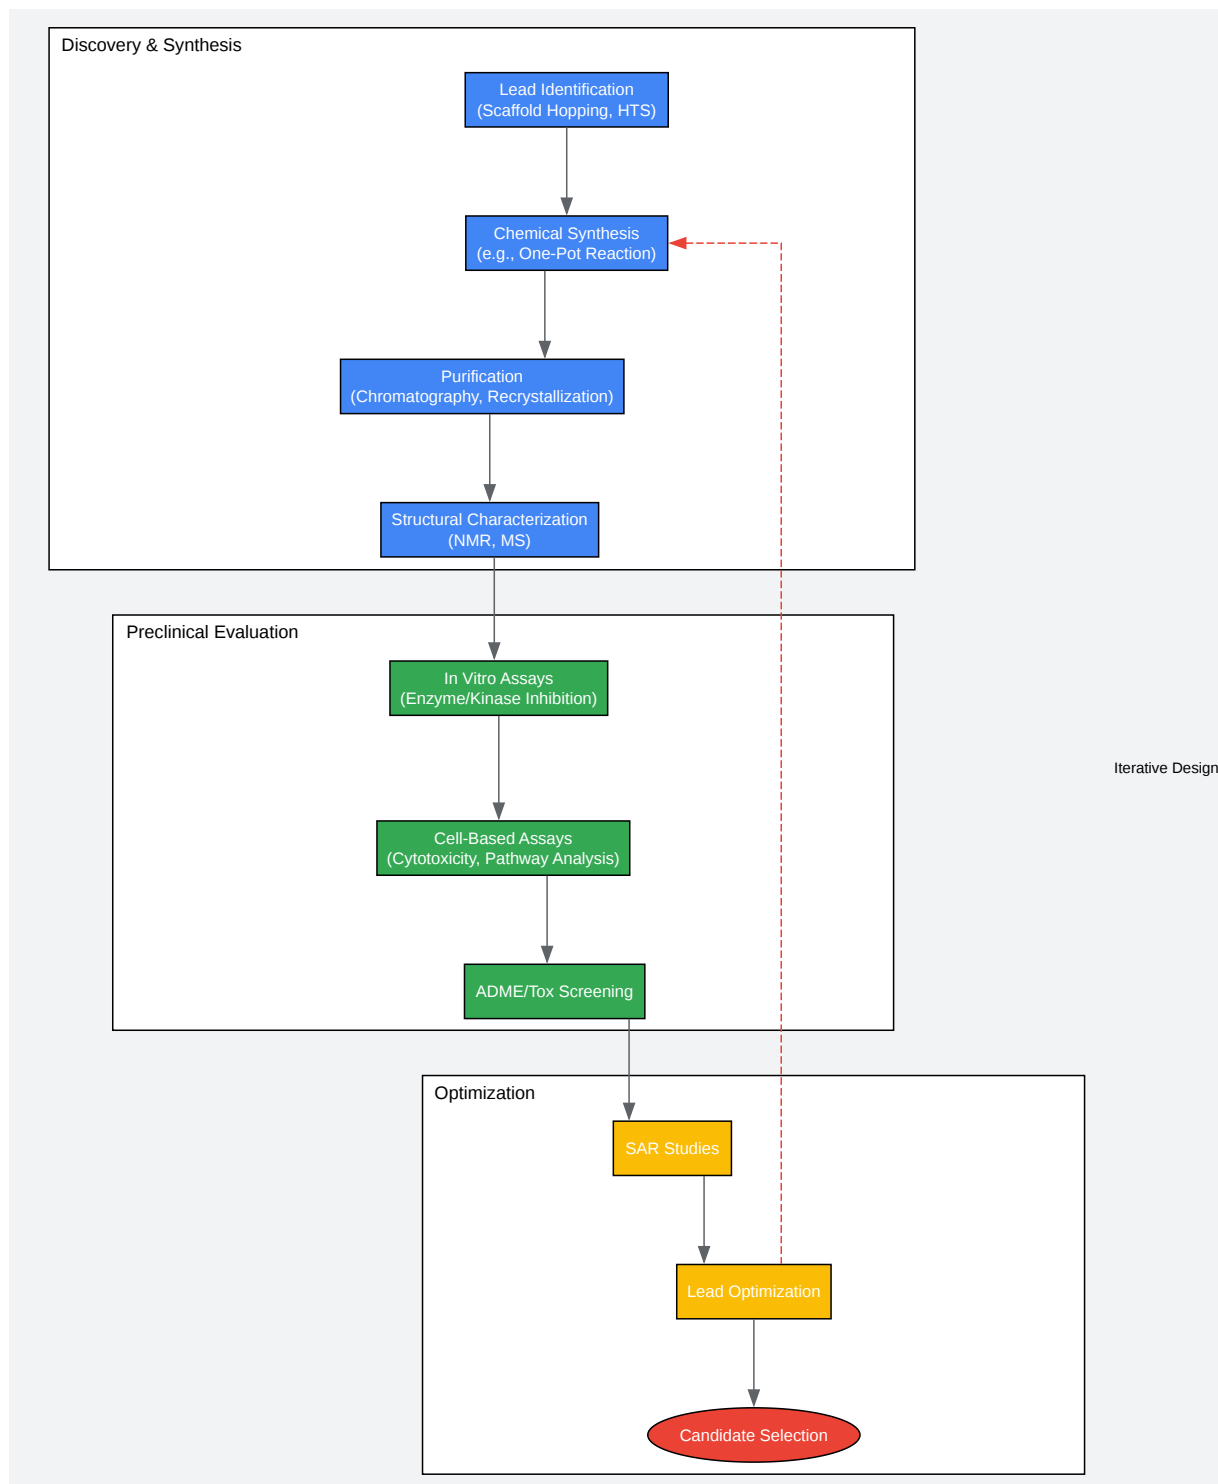 Discovery & Synthesis
Lead Identification
(Scaffold Hopping, HTS)
Chemical Synthesis
(e.g., One-Pot Reaction)
Purification
(Chromatography, Recrystallization)
Structural Characterization
(NMR, MS)
Preclinical Evaluation
In Vitro Assays
(Enzyme/Kinase Inhibition)
Iterative Design
Cell-Based Assays
(Cytotoxicity, Pathway Analysis)
ADME/Tox Screening
Optimization
SAR Studies
Lead Optimization
Candidate Selection